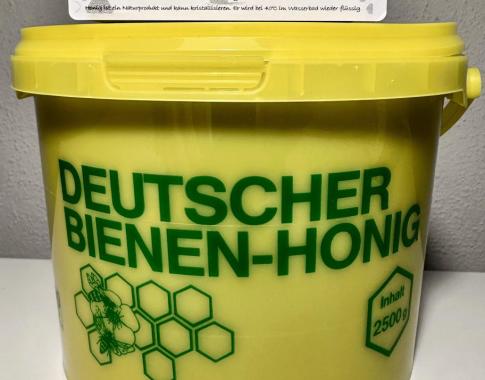 Honig ist ein Naturprodukt und kann kristallisieren. Er wird bei 40°C im Wasserbad wieder flüssig
DEUTSCHER
BIENEN-HONIG
Inhalt
2500 g